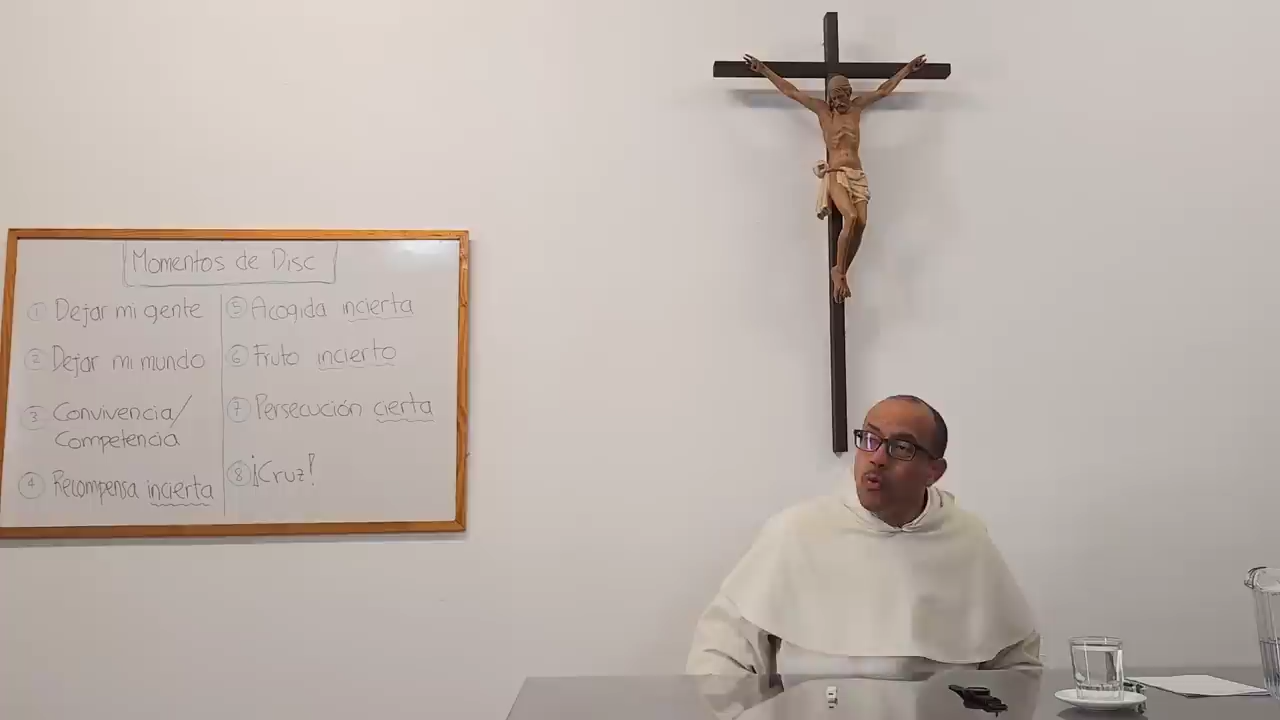 Momentos de Disc
① Dejar mi gente
② Dejar mi mundo
③ Convivencia/
Competencia
④ Recompensa incierta
⑤ Acogida incierta
⑥ Fruto incierto
⑦ Persecución cierta
⑧ ¡Cruz!